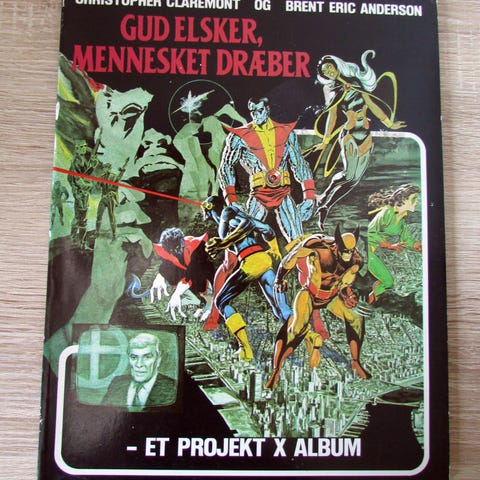 CHRISTOPHER CLAREMONT OG BRENT ERIC ANDERSON
GUD ELSKER,
MENNESKET DRÆBER
- ET PROJEKT X ALBUM